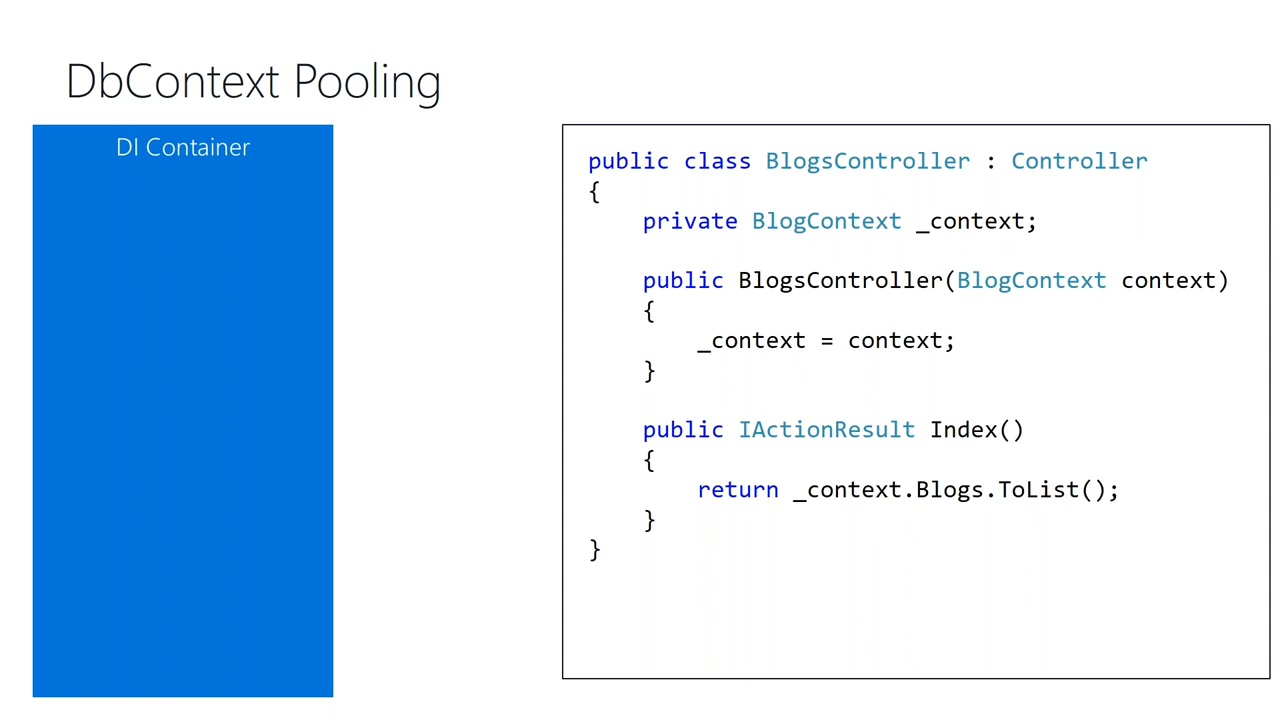 DbContext Pooling
DI Container
public class BlogsController : Controller
{
    private BlogContext _context;
    public BlogsController(BlogContext context)
    {
        _context = context;
    }
    public IActionResult Index()
    {
        return _context.Blogs.ToList();
    }
}